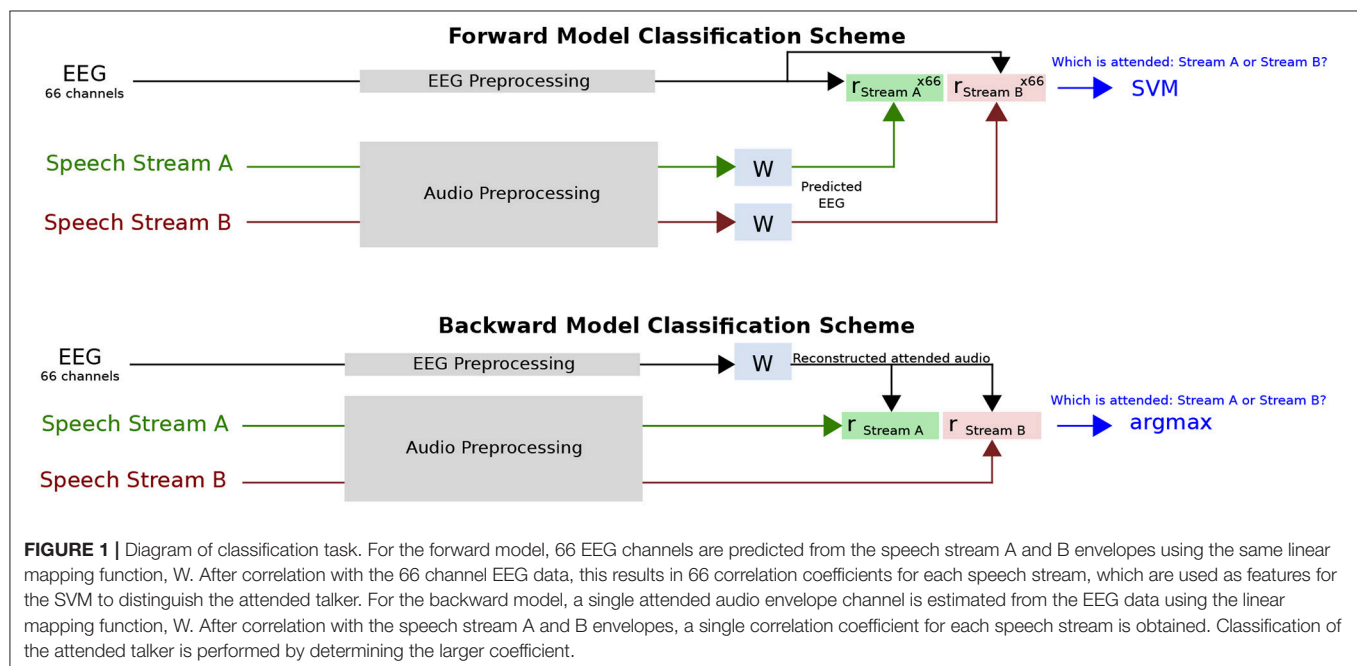 Forward Model Classification Scheme
EEG
66 channels
EEG Preprocessing
r Stream A x66
r Stream B x66
Which is attended: Stream A or Stream B?
SVM
Speech Stream A
Audio Preprocessing
W
Predicted
EEG
Speech Stream B
W
Backward Model Classification Scheme
EEG
66 channels
EEG Preprocessing
W
Reconstructed attended audio
Speech Stream A
Audio Preprocessing
r Stream A
r Stream B
Which is attended: Stream A or Stream B?
argmax
Speech Stream B
FIGURE 1 | Diagram of classification task. For the forward model, 66 EEG channels are predicted from the speech stream A and B envelopes using the same linear
mapping function, W. After correlation with the 66 channel EEG data, this results in 66 correlation coefficients for each speech stream, which are used as features for
the SVM to distinguish the attended talker. For the backward model, a single attended audio envelope channel is estimated from the EEG data using the linear
mapping function, W. After correlation with the speech stream A and B envelopes, a single correlation coefficient for each speech stream is obtained. Classification of
the attended talker is performed by determining the larger coefficient.